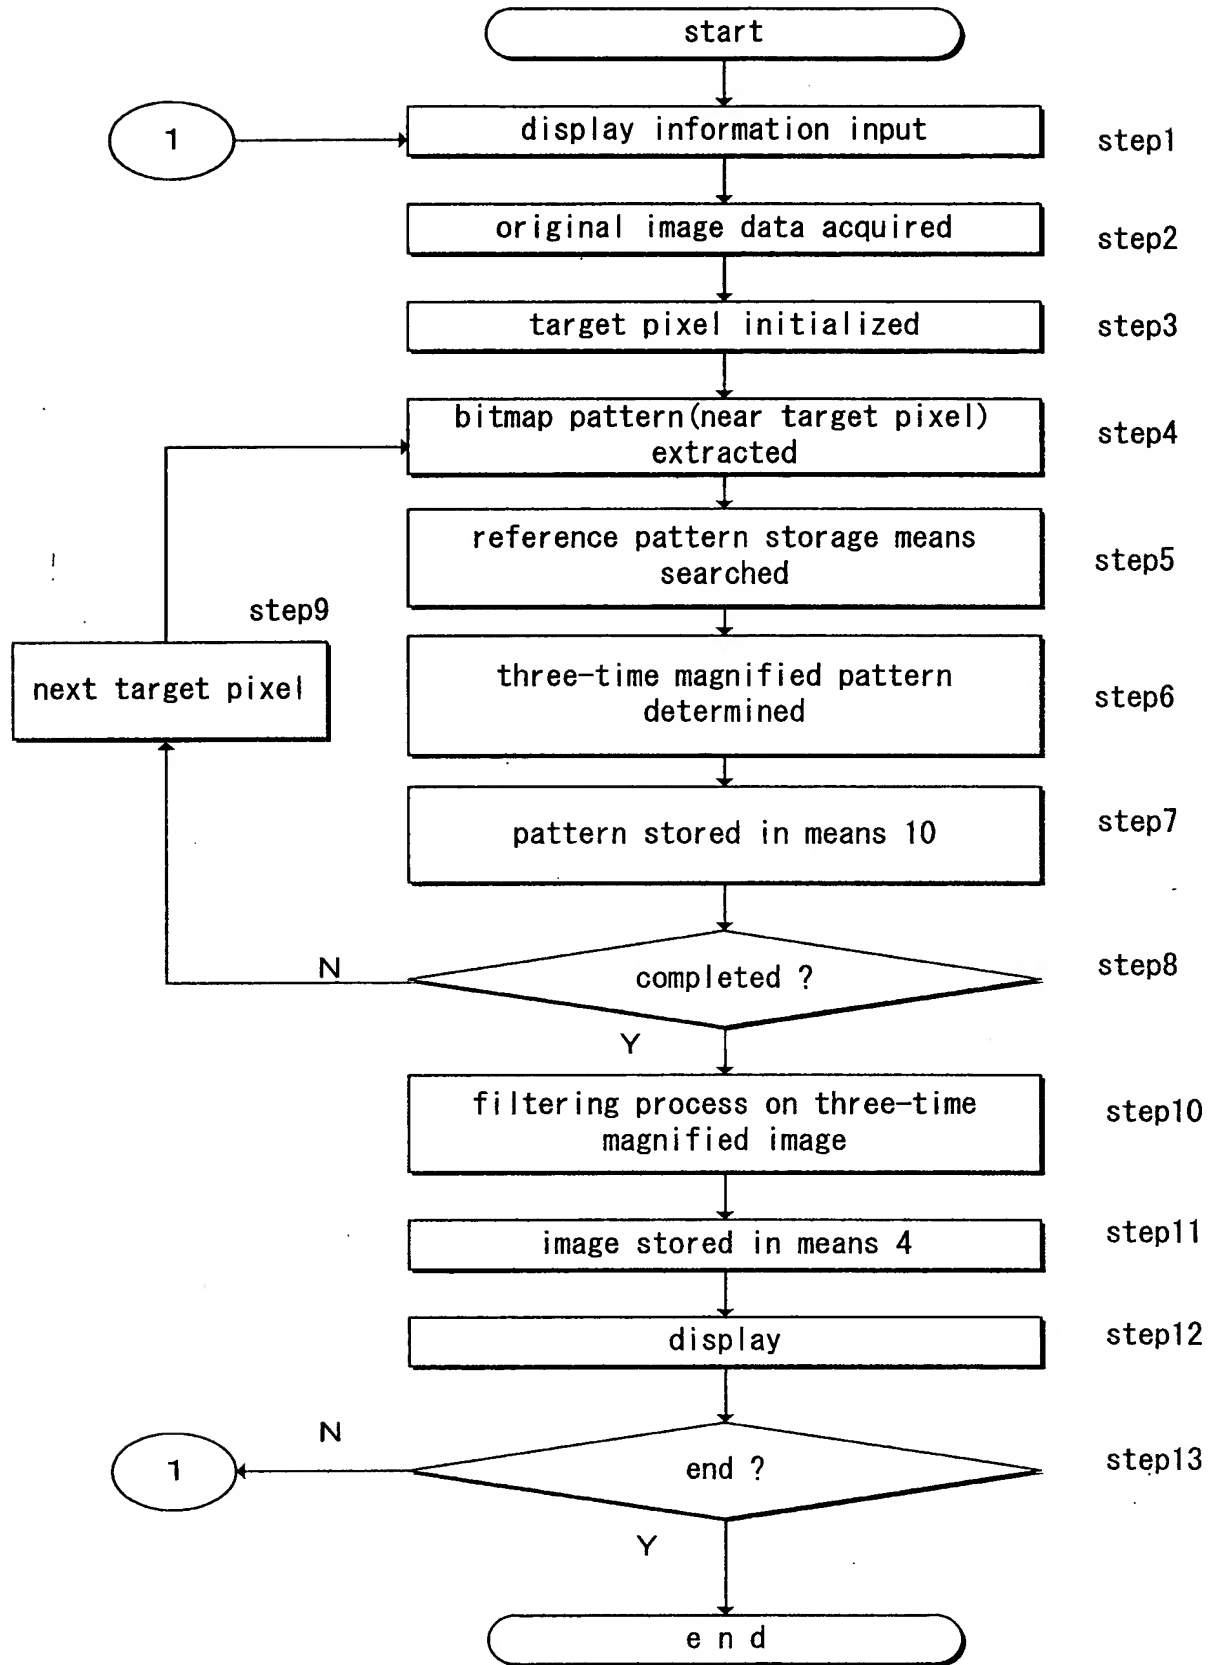 start
1
display information input
step1
original image data acquired
step2
target pixel initialized
step3
bitmap pattern(near target pixel)
extracted
step4
reference pattern storage means
searched
step5
step9
next target pixel
three-time magnified pattern
determined
step6
pattern stored in means 10
step7
N
completed ?
step8
Y
filtering process on three-time
magnified image
step10
image stored in means 4
step11
display
step12
N
1
end ?
step13
Y
e n d